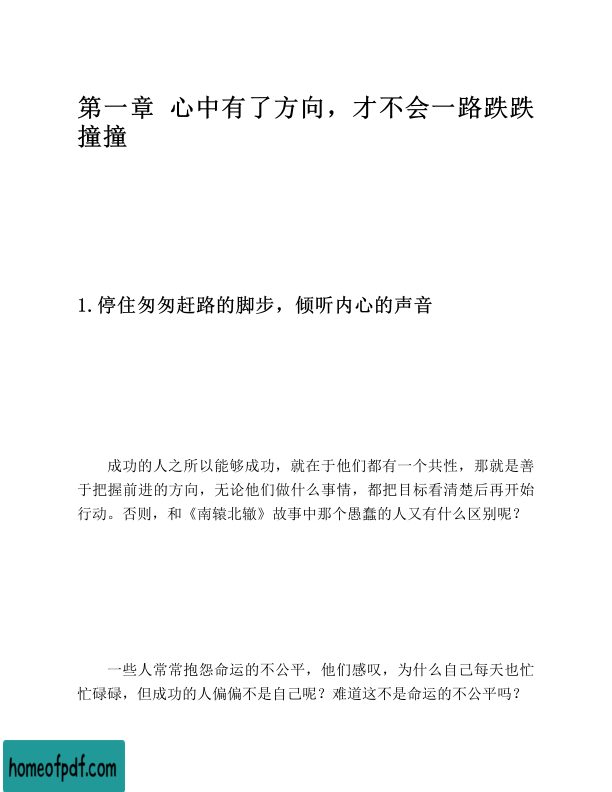 第一章 心中有了方向，才不会一路跌跌
撞撞
1.停住匆匆赶路的脚步，倾听内心的声音
成功的人之所以能够成功，就在于他们都有一个共性，那就是善
于把握前进的方向，无论他们做什么事情，都把目标看清楚后再开始
行动。否则，和《南辕北辙》故事中那个愚蠢的人又有什么区别呢？
一些人常常抱怨命运的不公平，他们感叹，为什么自己每天也忙
忙碌碌，但成功的人偏偏不是自己呢？难道这不是命运的不公平吗？
homeofpdf.com